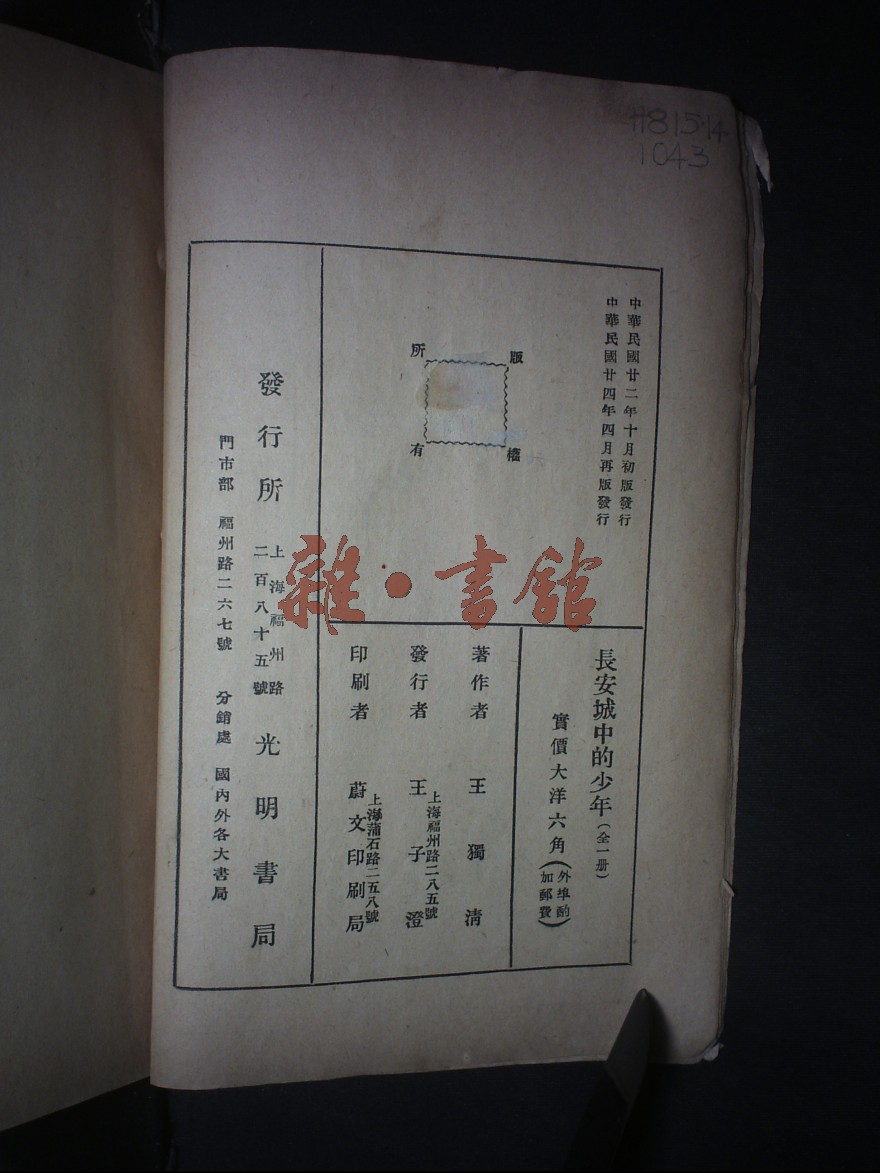 H815·14
1043
中華民國廿二年十月初版發行
中華民國廿四年四月再版發行
版權所有
長安城中的少年(全一册)
實價大洋六角(外埠酌加郵費)
著作者 王獨清
發行者 王子澄
上海福州路二八五號
印刷者 蔚文印刷局
上海蒲石路二五八號
發行所 光明書局
上海福州路二百八十五號
門市部 福州路二六七號 分銷處 國內外各大書局
雜·書館